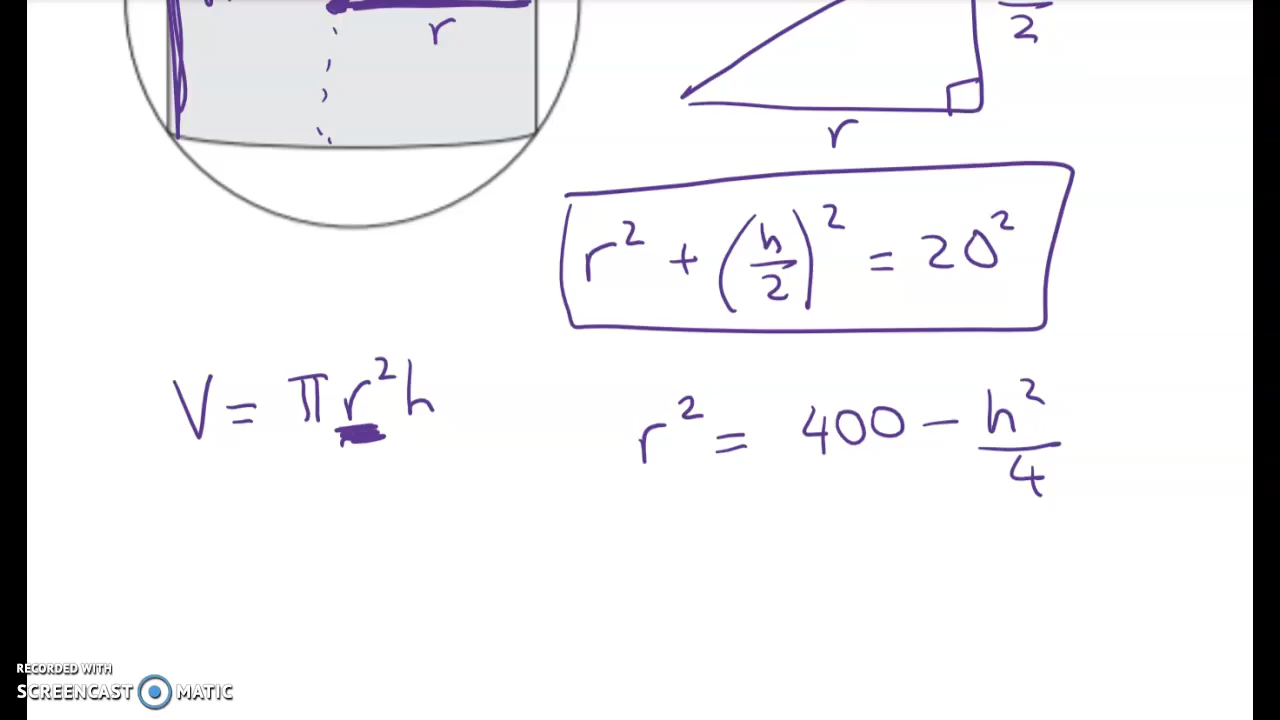 r
2
r
r² + (h/2)² = 20²
V = πr²h
r² = 400 - h²/4
RECORDED WITH
SCREENCAST MATIC